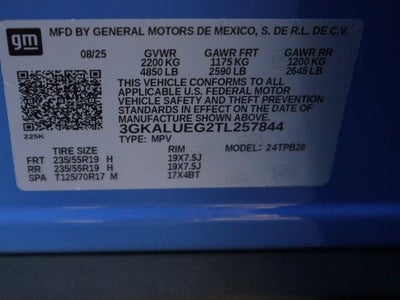 gm
MFD BY GENERAL MOTORS DE MEXICO, S. DE R.L. DE C.V.
08/25 GVWR GAWR FRT GAWR RR
2200 KG 1175 KG 1200 KG
4850 LB 2590 LB 2645 LB
THIS VEHICLE CONFORMS TO ALL
APPLICABLE U.S. FEDERAL MOTOR
VEHICLE SAFETY AND THEFT PREVENTION
STANDARDS IN EFFECT ON THE DATE OF
MANUFACTURE SHOWN ABOVE.
3GKALUEG2TL257844
225K
TYPE: MPV MODEL: 24TPB26
TIRE SIZE RIM
FRT 235/55R19 H 19X7.5J
RR 235/55R19 H 19X7.5J
SPA T125/70R17 M 17X4BT